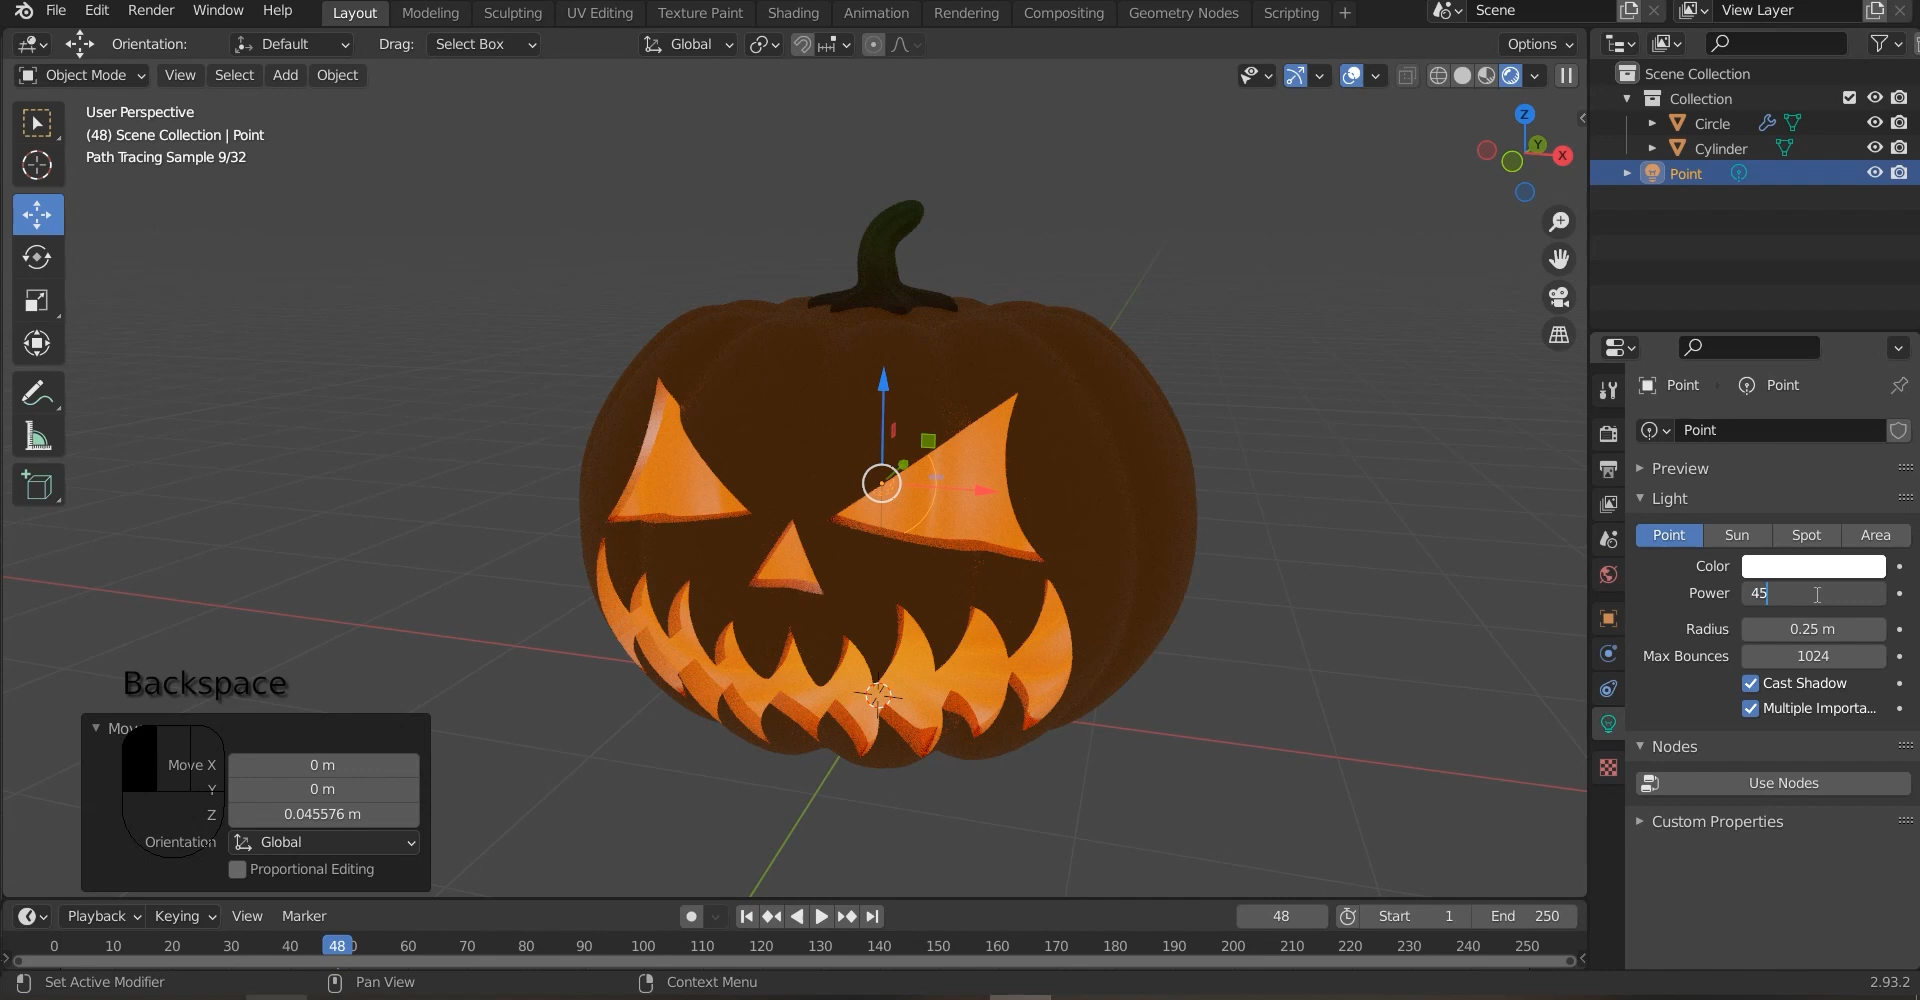 File Edit Render Window Help Layout Modeling Sculpting UV Editing Texture Paint Shading Animation Rendering Compositing Geometry Nodes Scripting + Scene View Layer
Orientation: Default Drag: Select Box Global Options
Object Mode View Select Add Object
User Perspective
(48) Scene Collection | Point
Path Tracing Sample 9/32
Z
Y
X
Scene Collection
Collection
Circle
Cylinder
Point
Point Point
Point
Preview
Light
Point Sun Spot Area
Color
Power 45
Radius 0.25 m
Max Bounces 1024
Cast Shadow
Multiple Importa...
Nodes
Use Nodes
Custom Properties
Backspace
Mov
Move X 0 m
Y 0 m
Z 0.045576 m
Orientation Global
Proportional Editing
Playback Keying View Marker 48 Start 1 End 250
0 10 20 30 40 48 60 70 80 90 100 110 120 130 140 150 160 170 180 190 200 210 220 230 240 250
Set Active Modifier Pan View Context Menu 2.93.2